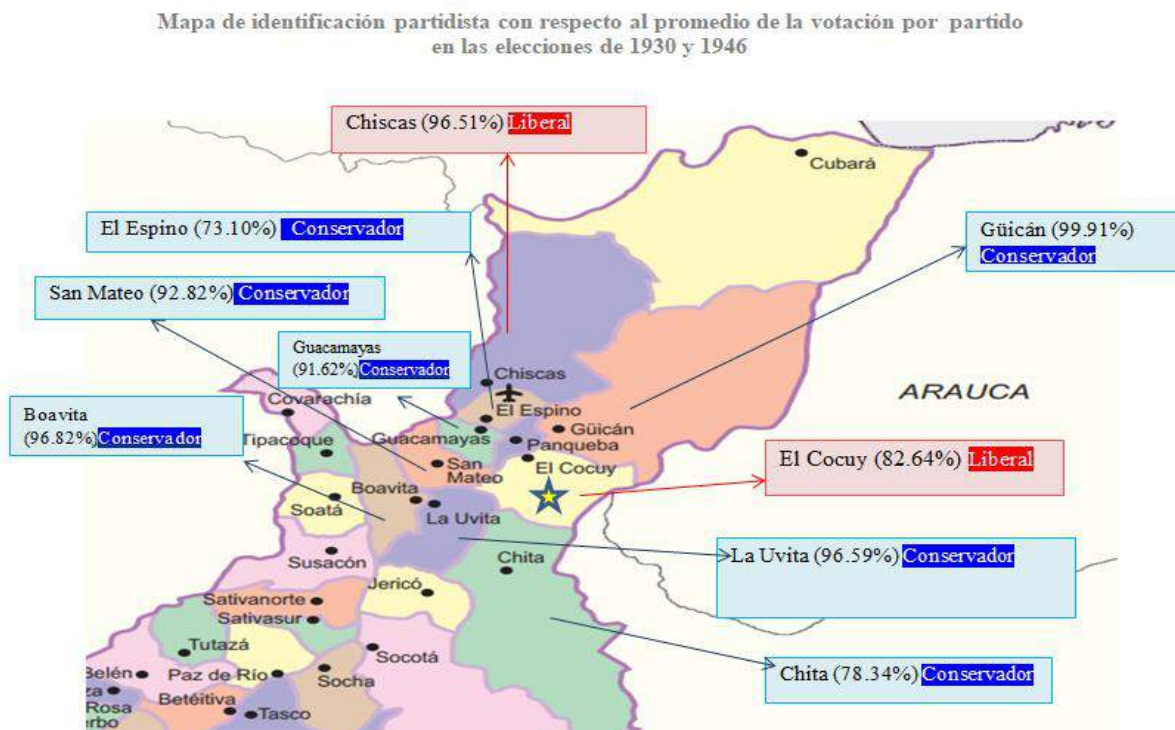 Mapa de identificación partidista con respecto al promedio de la votación por partido
en las elecciones de 1930 y 1946
Chiscas (96.51%) Liberal
Cubará
El Espino (73.10%) Conservador
Güicán (99.91%)
Conservador
San Mateo (92.82%) Conservador
Guacamayas
(91.62%) Conservador
Chiscas
Covarachía
ARAUCA
Boavita
(96.82%) Conservador
El Espino
Güicán
Tipacoque
Guacamayas
Panqueba
San
Mateo
El Cocuy
El Cocuy (82.64%) Liberal
Boavita
La Uvita
Soatá
Susacón
Chita
La Uvita (96.59%) Conservador
Jericó
Sativanorte
Sativasur
Tutazá
Socotá
Belén
Paz de Río
Socha
Chita (78.34%) Conservador
Betéitiva
Tasco
za
Rosa
erbo